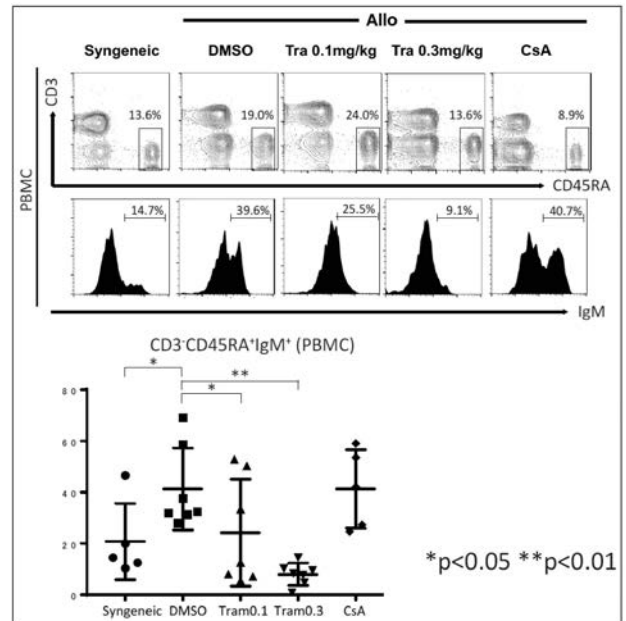 Allo
Syngeneic DMSO Tra 0.1mg/kg Tra 0.3mg/kg CsA
CD3
13.6% 19.0% 24.0% 13.6% 8.9%
PBMC
CD45RA
14.7% 39.6% 25.5% 9.1% 40.7%
IgM
CD3⁻CD45RA⁺IgM⁺ (PBMC)
* ** *
80
60
40
20
0
Syngeneic DMSO Tram0.1 Tram0.3 CsA
*p<0.05 **p<0.01